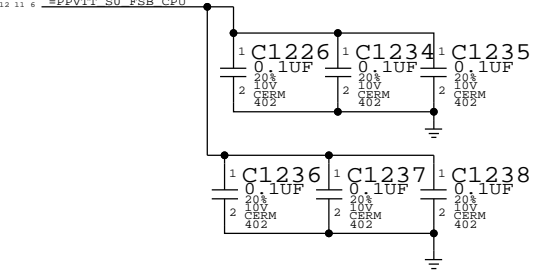 12 11 6 =PPVTT_S0_FSB_CPU
1 C1226 1 C1234 1 C1235
0.1UF 0.1UF 0.1UF
20% 20% 20%
2 10V 2 10V 2 10V
CERM CERM CERM
402 402 402
1 C1236 1 C1237 1 C1238
0.1UF 0.1UF 0.1UF
20% 20% 20%
2 10V 2 10V 2 10V
CERM CERM CERM
402 402 402